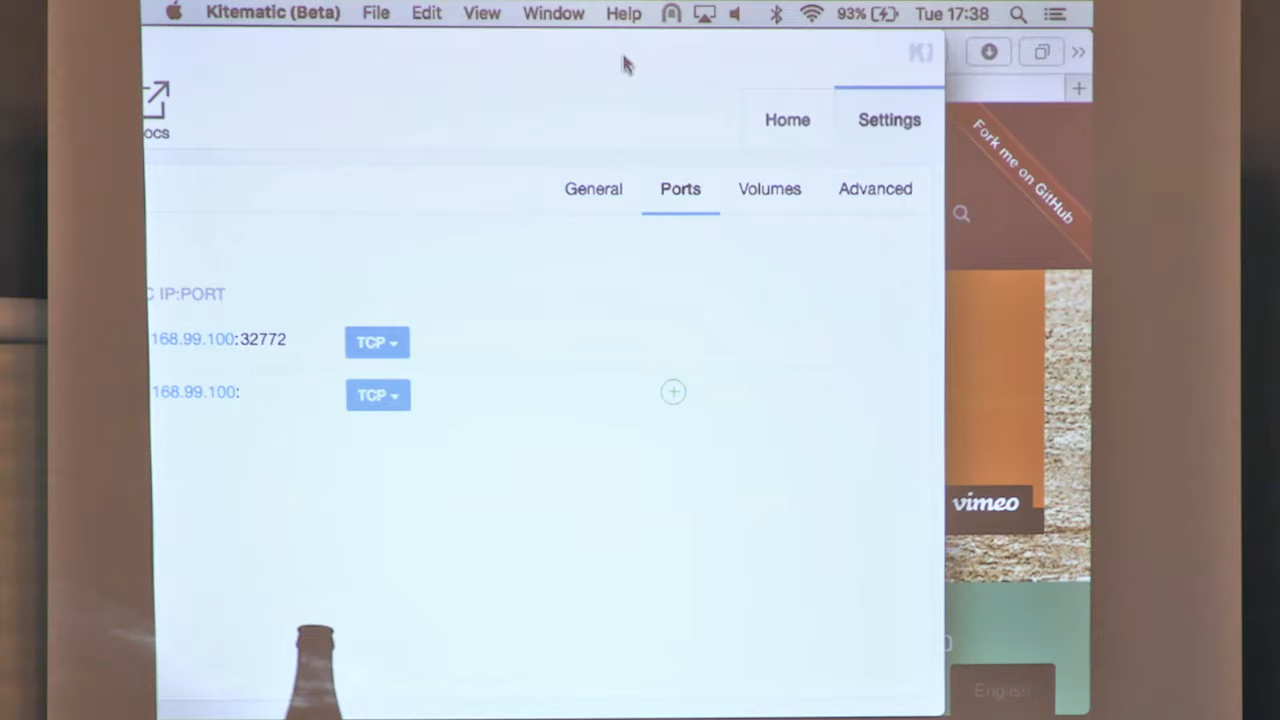 Kitematic (Beta) File Edit View Window Help 93% Tue 17:38
ocs
Home Settings
Fork me on GitHub
General Ports Volumes Advanced
IP:PORT
168.99.100:32772 TCP
168.99.100: TCP
vimeo
English